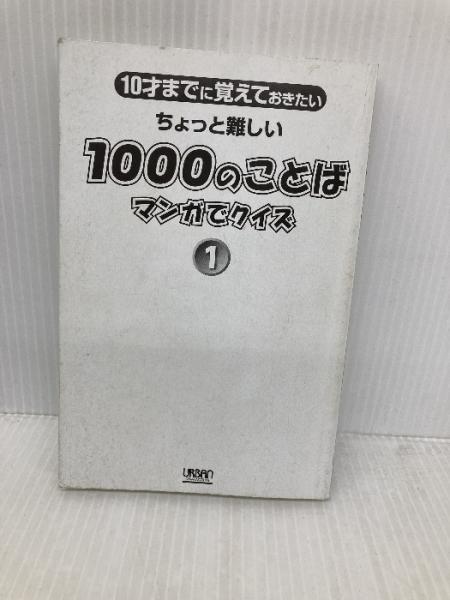 10才までに覚えておきたい
ちょっと難しい
1000のことば
マンガでクイズ
1
URBAN